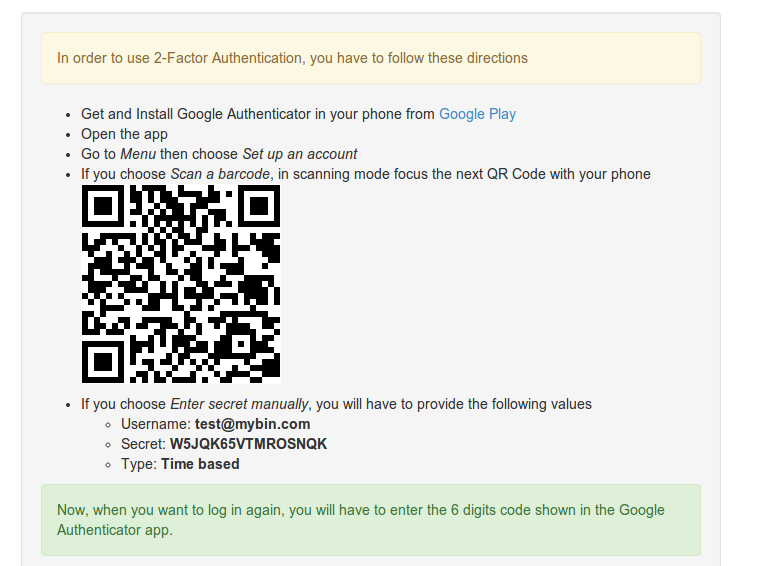 In order to use 2-Factor Authentication, you have to follow these directions
Get and Install Google Authenticator in your phone from Google Play
Open the app
Go to Menu then choose Set up an account
If you choose Scan a barcode, in scanning mode focus the next QR Code with your phone
If you choose Enter secret manually, you will have to provide the following values
Username: test@mybin.com
Secret: W5JQK65VTMROSNQK
Type: Time based
Now, when you want to log in again, you will have to enter the 6 digits code shown in the Google
Authenticator app.